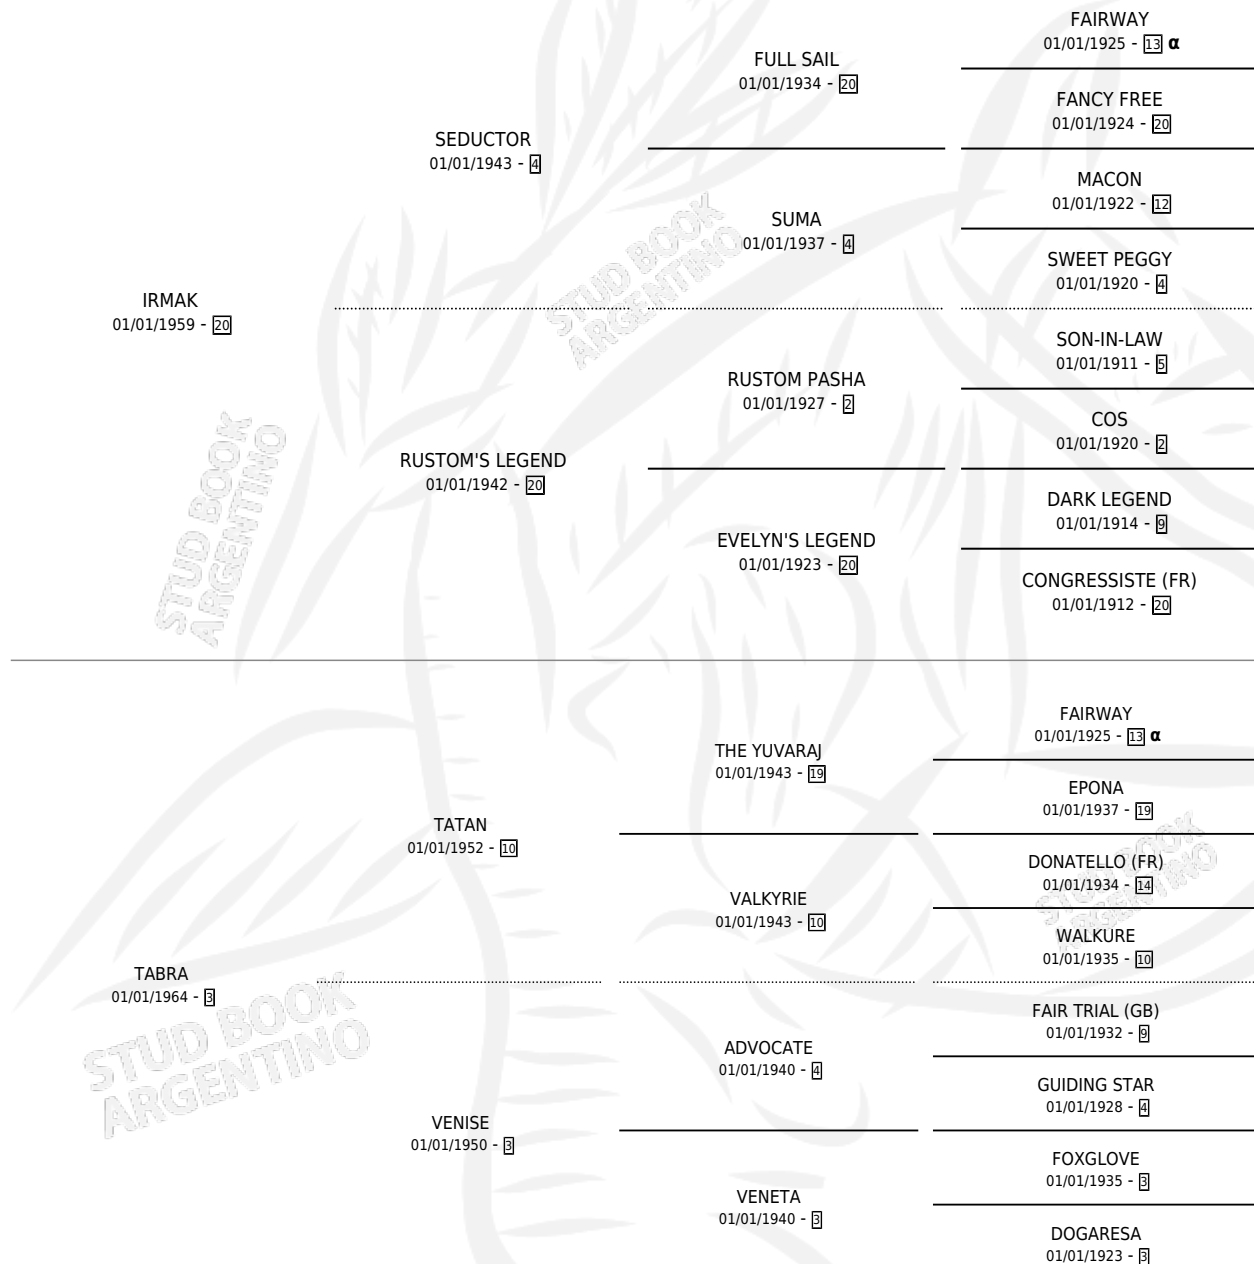 FAIRWAY
01/01/1925 - 13 α
FULL SAIL
01/01/1934 - 20
FANCY FREE
01/01/1924 - 20
SEDUCTOR
01/01/1943 - 4
MACON
01/01/1922 - 12
SUMA
01/01/1937 - 4
SWEET PEGGY
01/01/1920 - 4
IRMAK
01/01/1959 - 20
SON-IN-LAW
01/01/1911 - 5
RUSTOM PASHA
01/01/1927 - 2
COS
01/01/1920 - 2
RUSTOM'S LEGEND
01/01/1942 - 20
DARK LEGEND
01/01/1914 - 9
EVELYN'S LEGEND
01/01/1923 - 20
CONGRESSISTE (FR)
01/01/1912 - 20
FAIRWAY
01/01/1925 - 13 α
THE YUVARAJ
01/01/1943 - 19
EPONA
01/01/1937 - 19
TATAN
01/01/1952 - 10
DONATELLO (FR)
01/01/1934 - 14
VALKYRIE
01/01/1943 - 10
WALKURE
01/01/1935 - 10
TABRA
01/01/1964 - 3
FAIR TRIAL (GB)
01/01/1932 - 9
ADVOCATE
01/01/1940 - 4
GUIDING STAR
01/01/1928 - 4
VENISE
01/01/1950 - 3
FOXGLOVE
01/01/1935 - 3
VENETA
01/01/1940 - 3
DOGARESA
01/01/1923 - 3
STUD BOOK
ARGENTINO
STUD BOOK
ARGENTINO
STUD BOOK
ARGENTINO
STUD BOOK
ARGENTINO